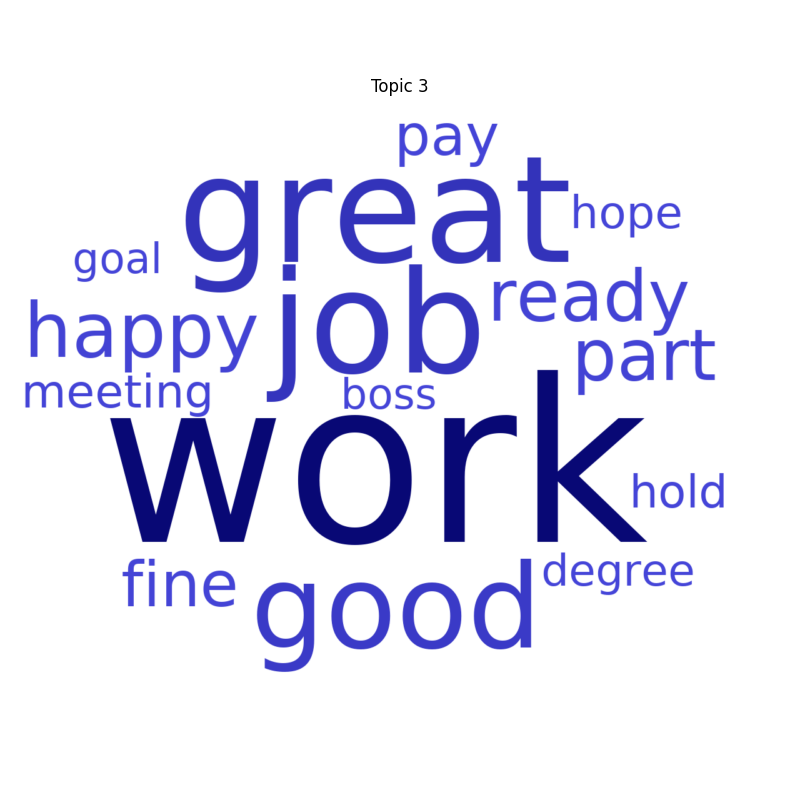 Topic 3
pay
great
hope
goal
job
ready
happy
part
meeting
boss
work
hold
fine
degree
good